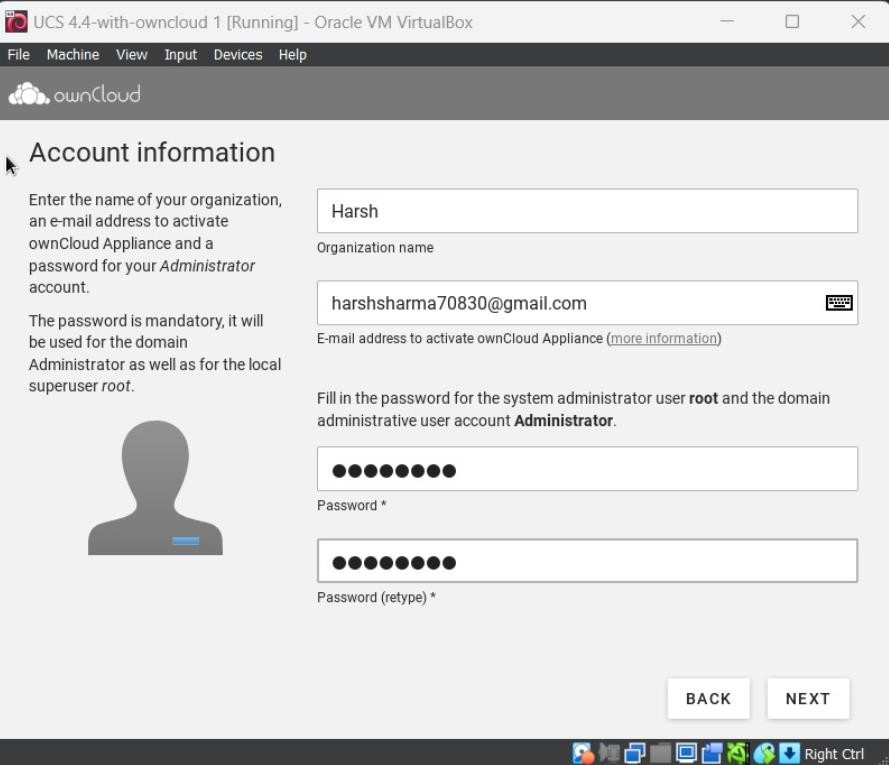 UCS 4.4-with-owncloud 1 [Running] - Oracle VM VirtualBox
File Machine View Input Devices Help
ownCloud
Account information
Enter the name of your organization,
an e-mail address to activate
ownCloud Appliance and a
password for your Administrator
account.
The password is mandatory, it will
be used for the domain
Administrator as well as for the local
superuser root.
Harsh
Organization name
harshsharma70830@gmail.com
E-mail address to activate ownCloud Appliance (more information)
Fill in the password for the system administrator user root and the domain
administrative user account Administrator.
●●●●●●●●
Password *
●●●●●●●●
Password (retype) *
BACK NEXT
Right Ctrl